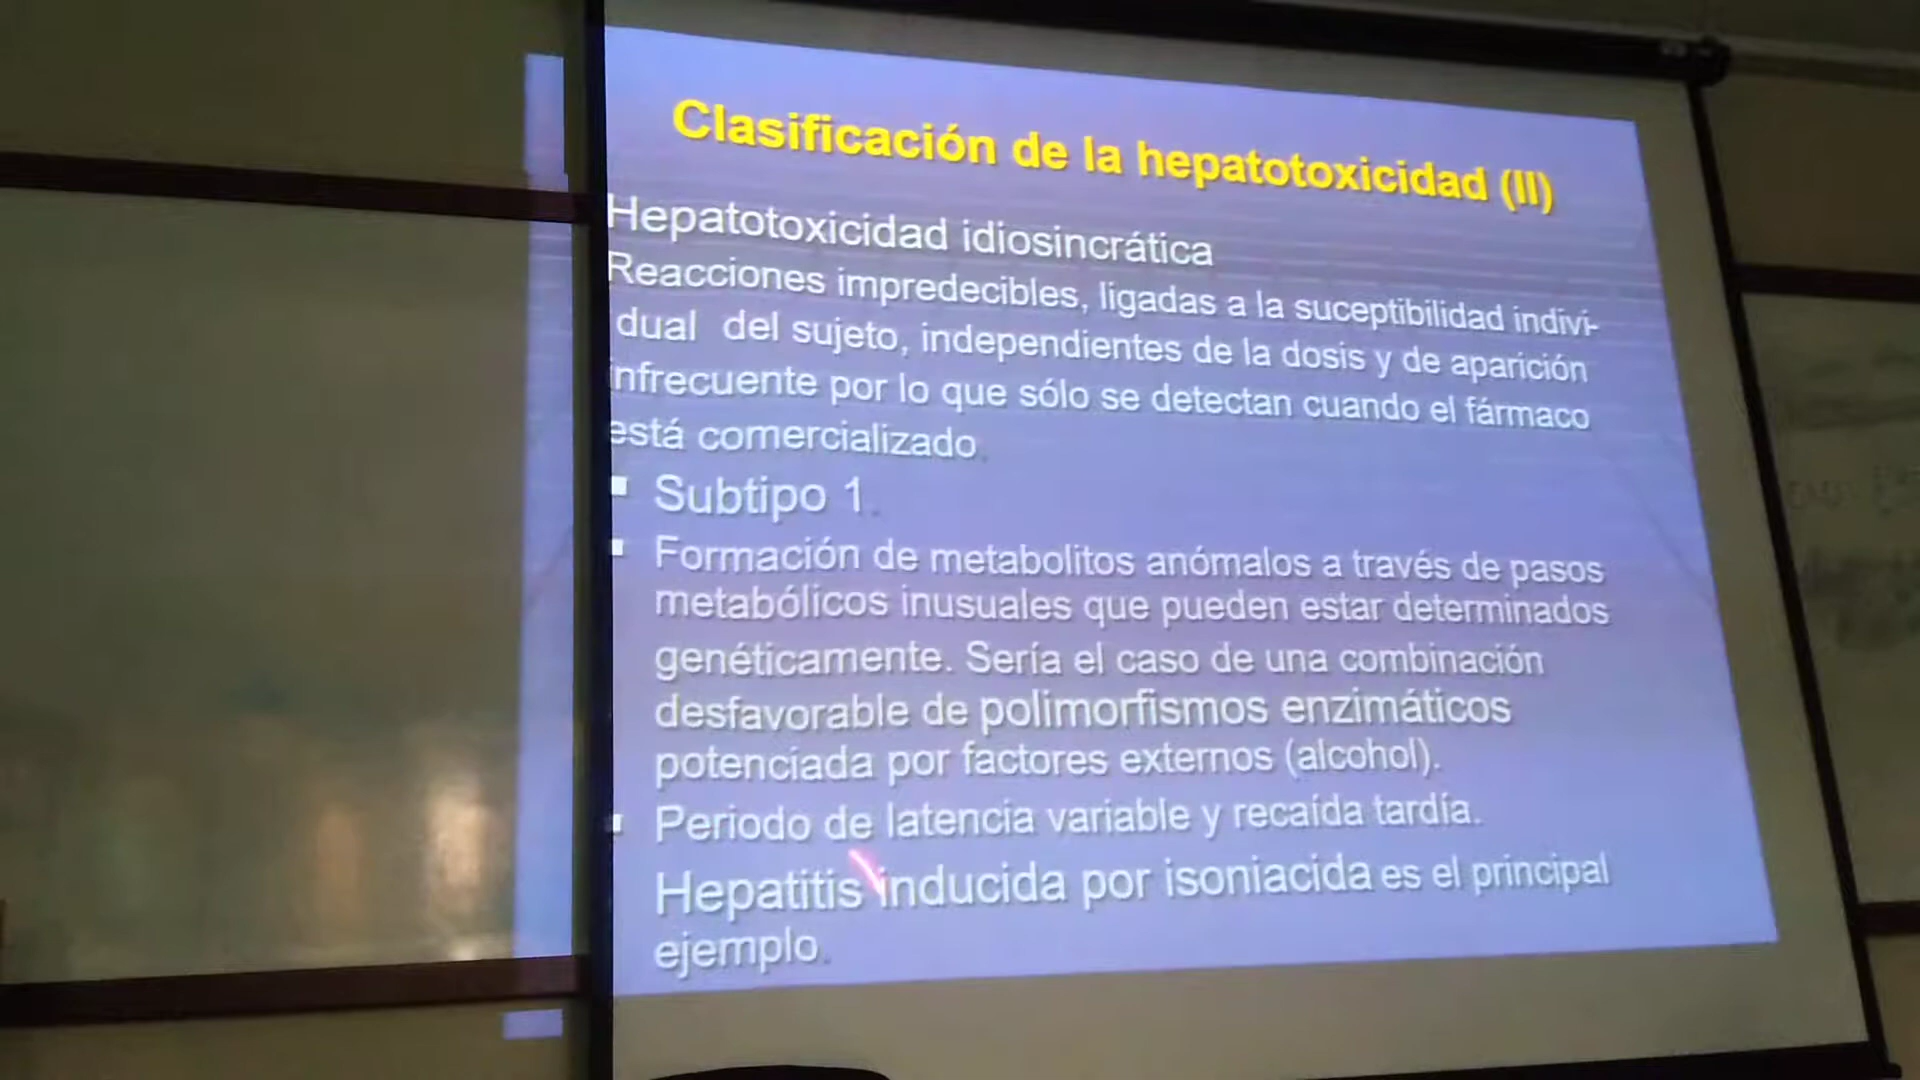 Clasificación de la hepatotoxicidad (II)
Hepatotoxicidad idiosincrática
Reacciones impredecibles, ligadas a la suceptibilidad indivi-
dual del sujeto, independientes de la dosis y de aparición
infrecuente por lo que sólo se detectan cuando el fármaco
está comercializado.
Subtipo 1.
Formación de metabolitos anómalos a través de pasos
metabólicos inusuales que pueden estar determinados
genéticamente. Sería el caso de una combinación
desfavorable de polimorfismos enzimáticos
potenciada por factores externos (alcohol).
Periodo de latencia variable y recaída tardía.
Hepatitis inducida por isoniacida es el principal
ejemplo.